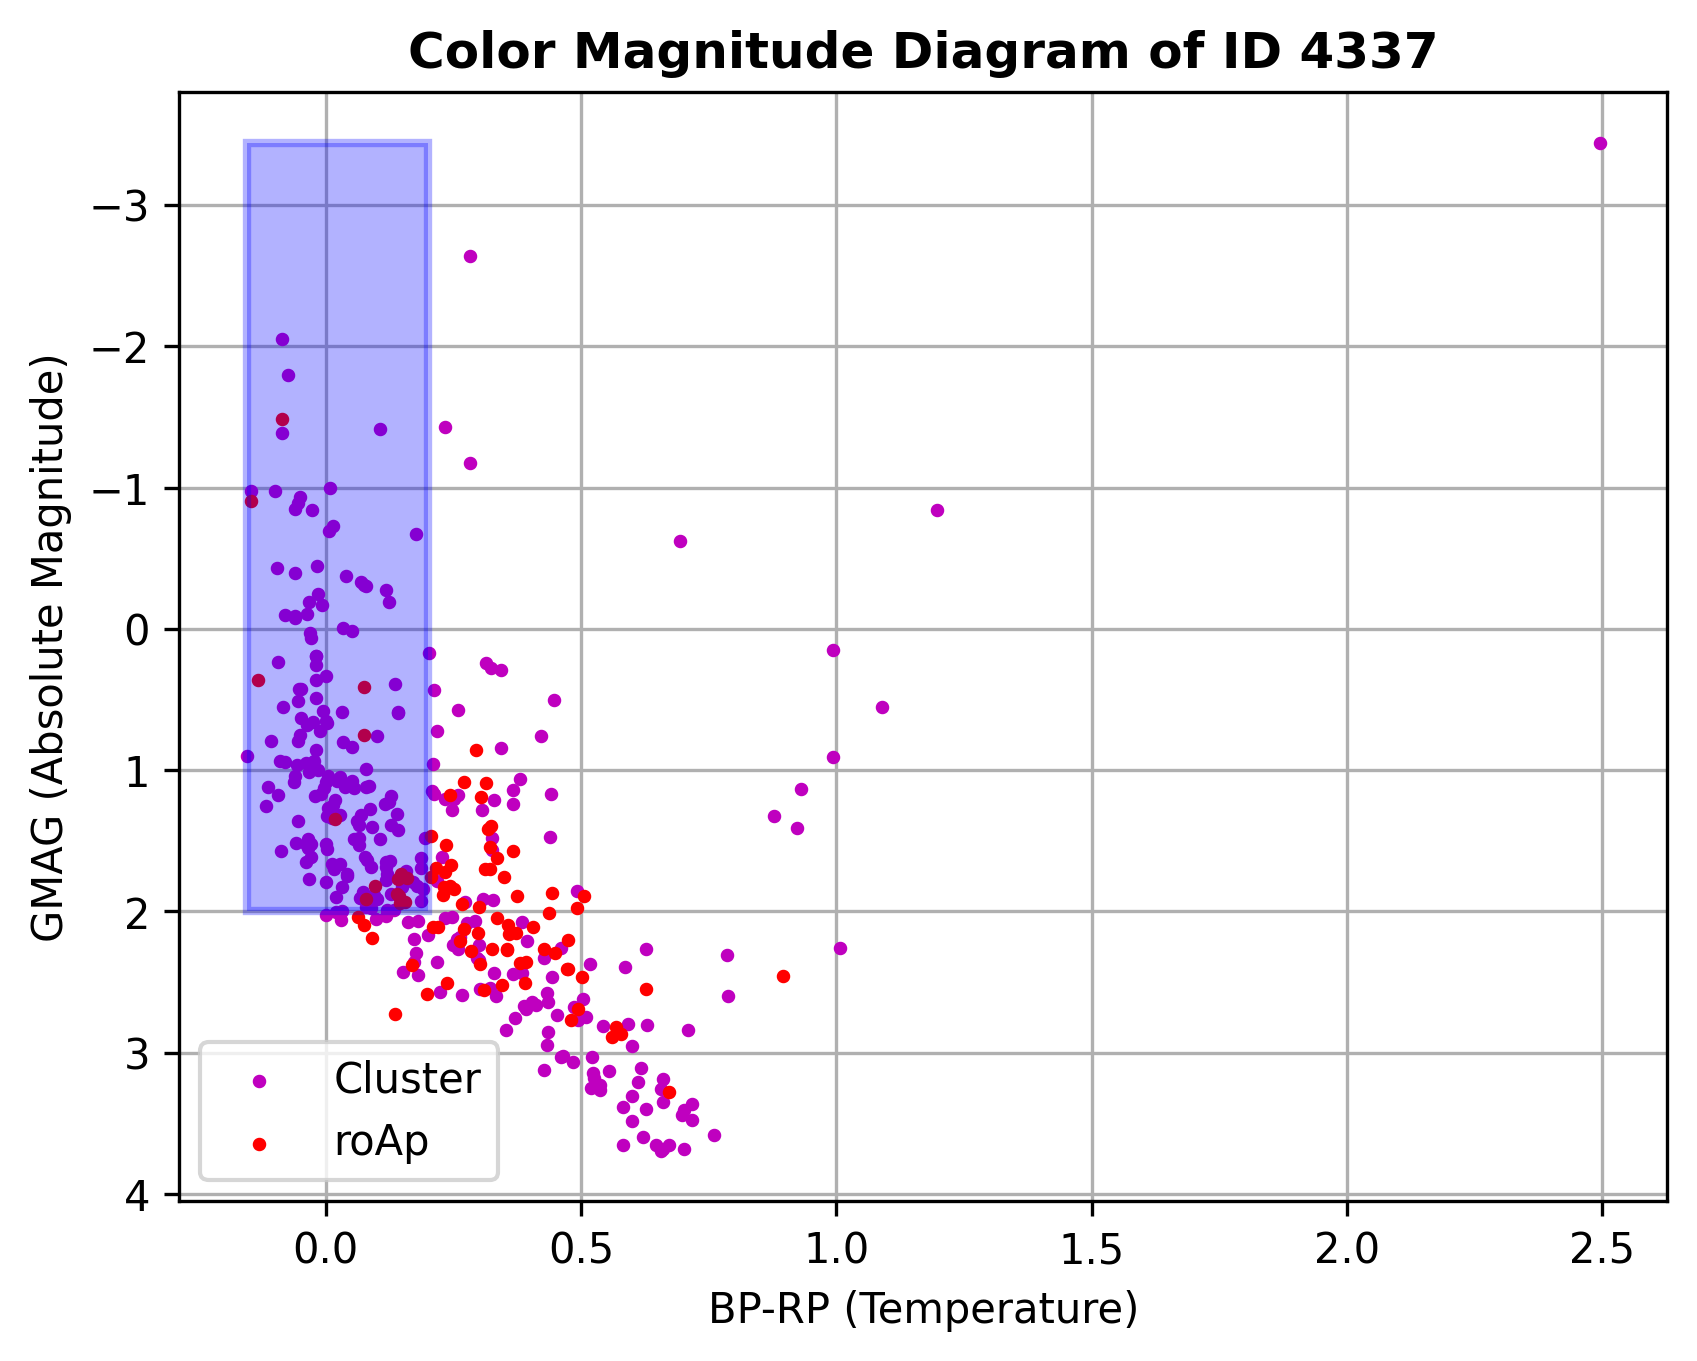 Color Magnitude Diagram of ID 4337
GMAG (Absolute Magnitude)
−3
−2
−1
0
1
2
3
4
Cluster
roAp
0.0 0.5 1.0 1.5 2.0 2.5
BP-RP (Temperature)